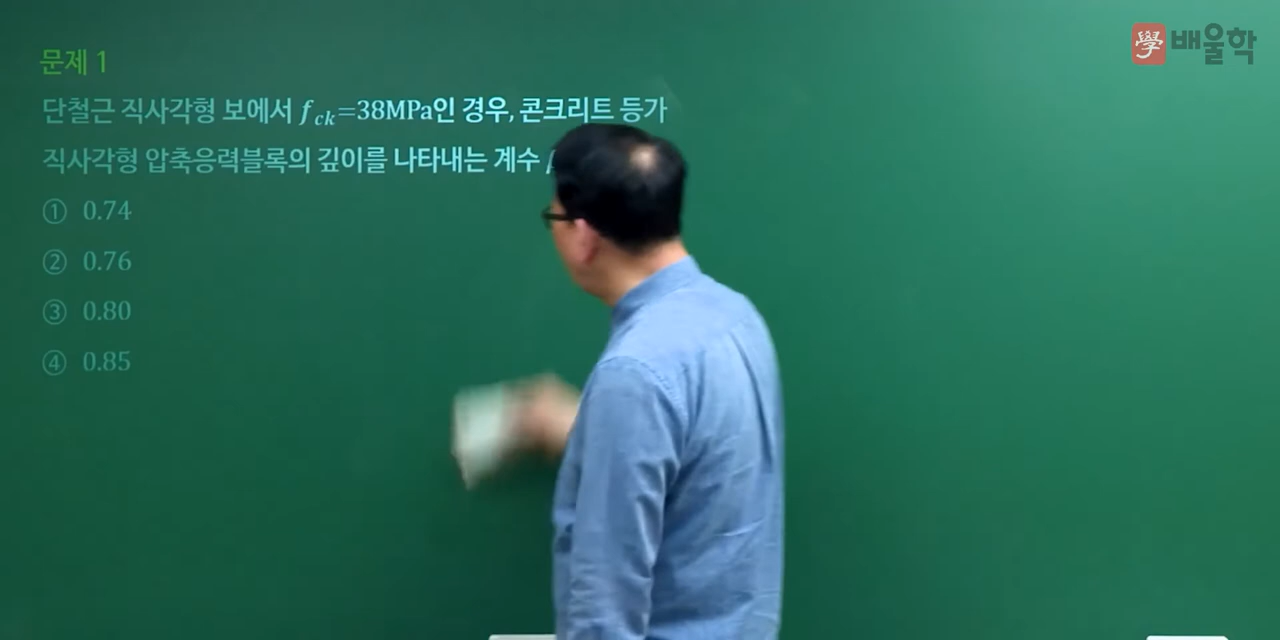 學 배울학
문제 1
단철근 직사각형 보에서 f_ck=38MPa인 경우, 콘크리트 등가
직사각형 압축응력블록의 깊이를 나타내는 계수
① 0.74
② 0.76
③ 0.80
④ 0.85